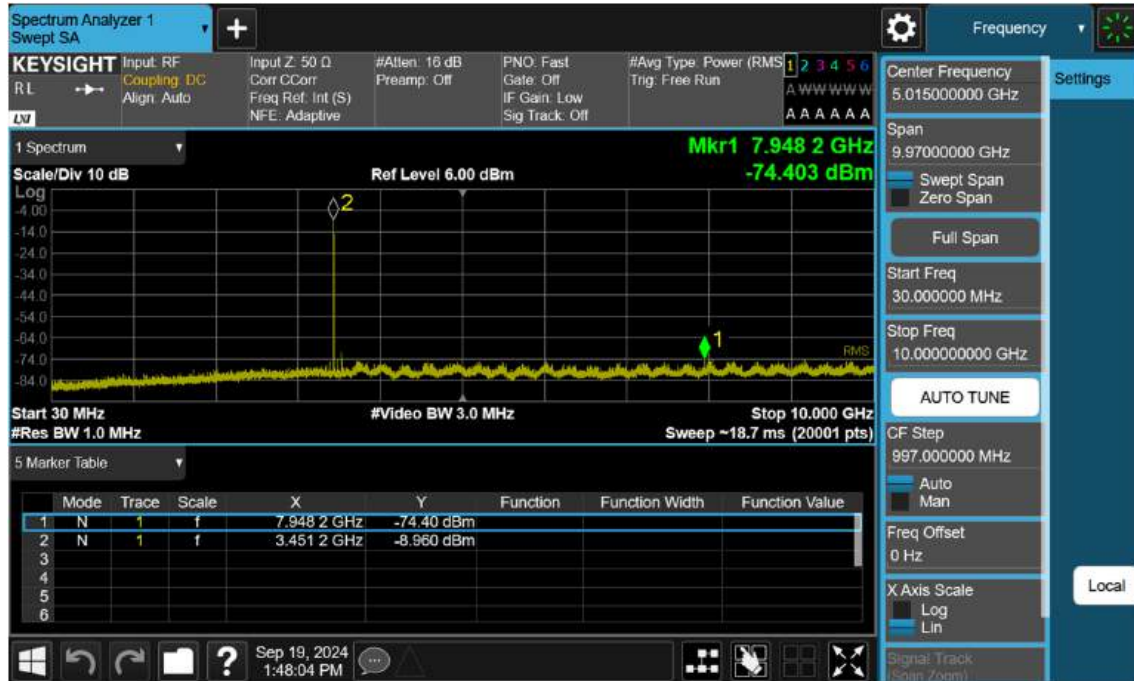 Spectrum Analyzer 1
Swept SA
Frequency
KEYSIGHT
RL
LXI
Input: RF
Coupling: DC
Align: Auto
Input Z: 50 Ω
Corr CCorr
Freq Ref: Int (S)
NFE: Adaptive
#Atten: 16 dB
Preamp: Off
PNO: Fast
Gate: Off
IF Gain: Low
Sig Track: Off
#Avg Type: Power (RMS
Trig: Free Run
1 2 3 4 5 6
A W W W W W
A A A A A A
1 Spectrum
Scale/Div 10 dB
Ref Level 6.00 dBm
Mkr1 7.948 2 GHz
-74.403 dBm
Log
-4.00
-14.0
-24.0
-34.0
-44.0
-54.0
-64.0
-74.0
-84.0
2
1
RMS
Start 30 MHz
#Video BW 3.0 MHz
Stop 10.000 GHz
#Res BW 1.0 MHz
Sweep ~18.7 ms (20001 pts)
5 Marker Table
Mode Trace Scale X Y Function Function Width Function Value
1 N 1 f 7.948 2 GHz -74.40 dBm
2 N 1 f 3.451 2 GHz -8.960 dBm
3
4
5
6
Sep 19, 2024
1:48:04 PM
Center Frequency
5.015000000 GHz
Span
9.97000000 GHz
Swept Span
Zero Span
Full Span
Start Freq
30.000000 MHz
Stop Freq
10.000000000 GHz
AUTO TUNE
CF Step
997.000000 MHz
Auto
Man
Freq Offset
0 Hz
X Axis Scale
Log
Lin
Signal Track
(Span Zoom)
Settings
Local